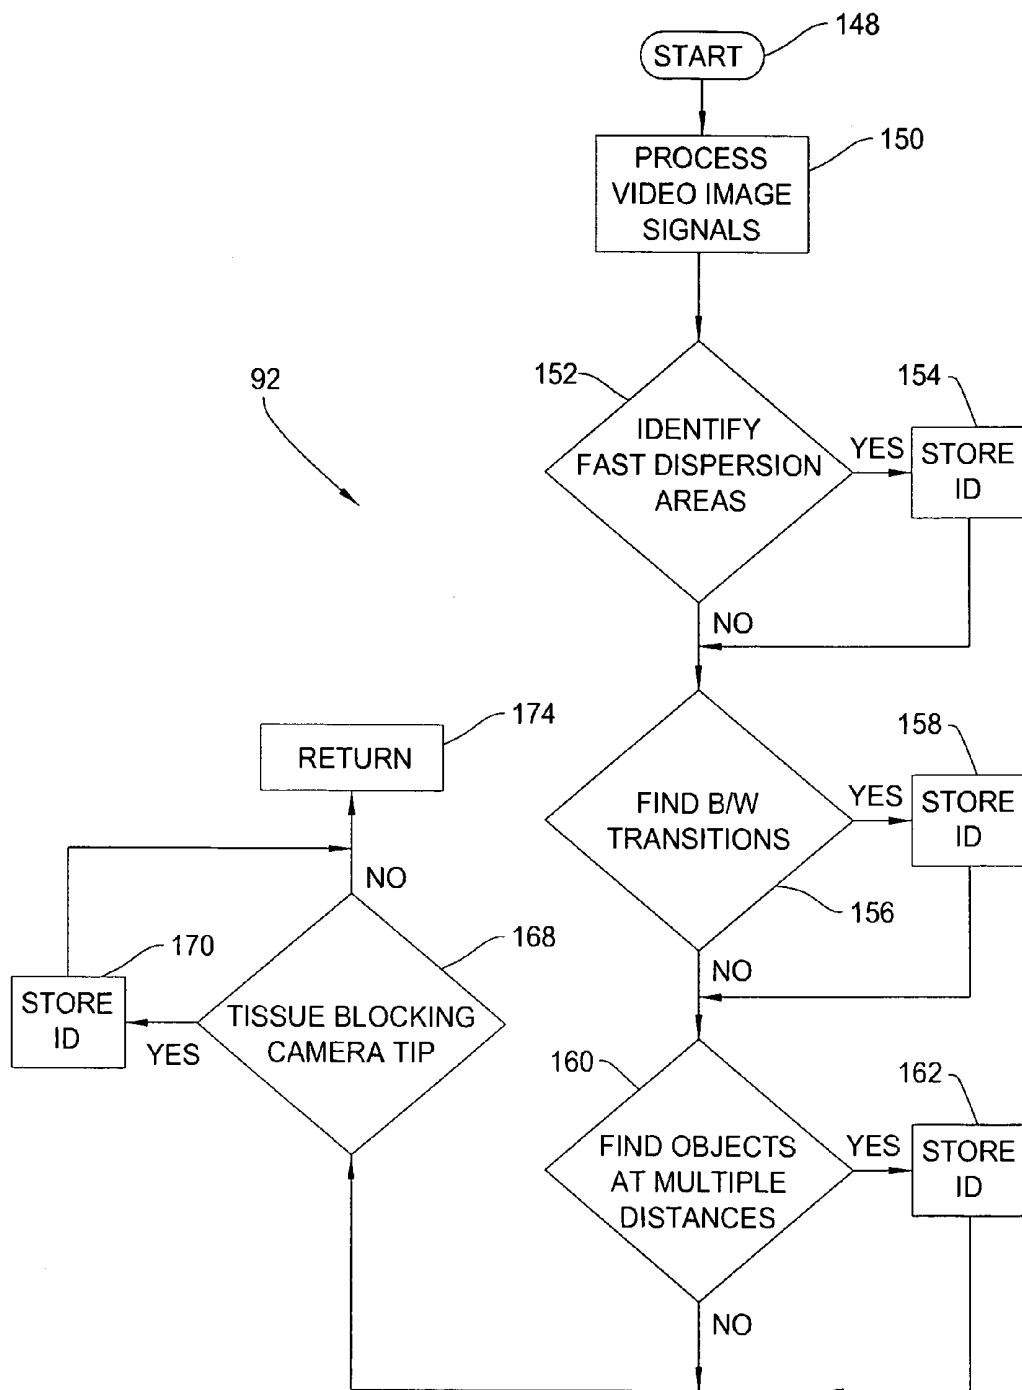 START
148
PROCESS
VIDEO IMAGE
SIGNALS
150
92
152
IDENTIFY
FAST DISPERSION
AREAS
YES
154
STORE
ID
NO
174
RETURN
FIND B/W
TRANSITIONS
156
YES
158
STORE
ID
NO
NO
168
170
STORE
ID
YES
TISSUE BLOCKING
CAMERA TIP
160
FIND OBJECTS
AT MULTIPLE
DISTANCES
YES
162
STORE
ID
NO